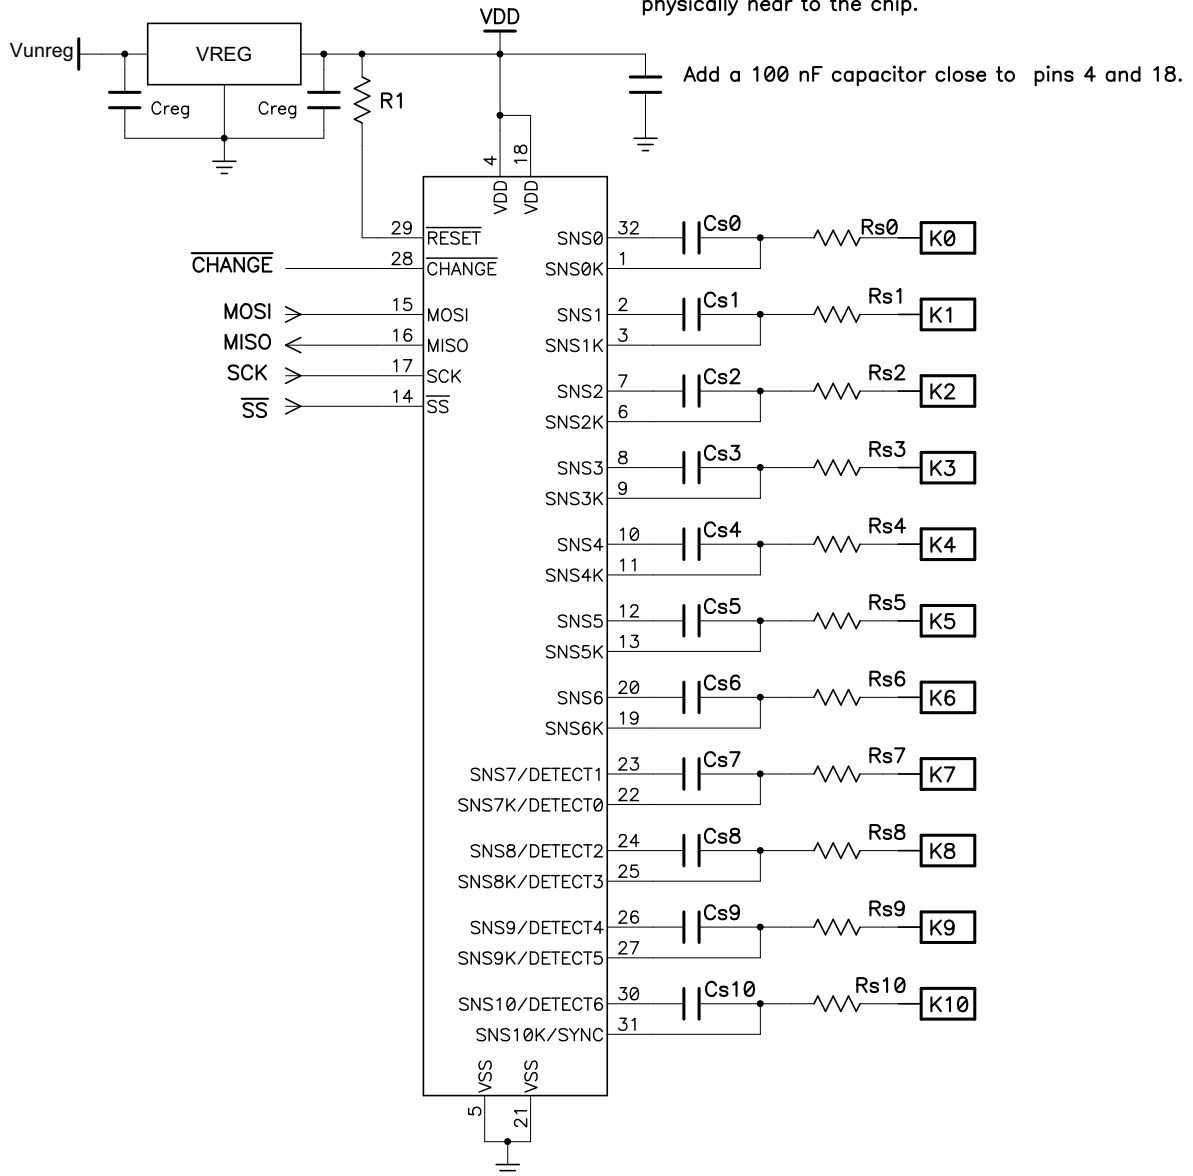 physically near to the chip.
VDD
Vunreg
VREG
Add a 100 nF capacitor close to pins 4 and 18.
Creg
Creg
R1
4
18
VDD
VDD
29
RESET
28
CHANGE
CHANGE
MOSI
15
MOSI
MISO
16
MISO
SCK
17
SCK
SS
14
SS
SNS0
32
Cs0
Rs0
K0
SNS0K
1
SNS1
2
Cs1
Rs1
K1
SNS1K
3
SNS2
7
Cs2
Rs2
K2
SNS2K
6
SNS3
8
Cs3
Rs3
K3
SNS3K
9
SNS4
10
Cs4
Rs4
K4
SNS4K
11
SNS5
12
Cs5
Rs5
K5
SNS5K
13
SNS6
20
Cs6
Rs6
K6
SNS6K
19
SNS7/DETECT1
23
Cs7
Rs7
K7
SNS7K/DETECT0
22
SNS8/DETECT2
24
Cs8
Rs8
K8
SNS8K/DETECT3
25
SNS9/DETECT4
26
Cs9
Rs9
K9
SNS9K/DETECT5
27
SNS10/DETECT6
30
Cs10
Rs10
K10
SNS10K/SYNC
31
VSS
VSS
5
21